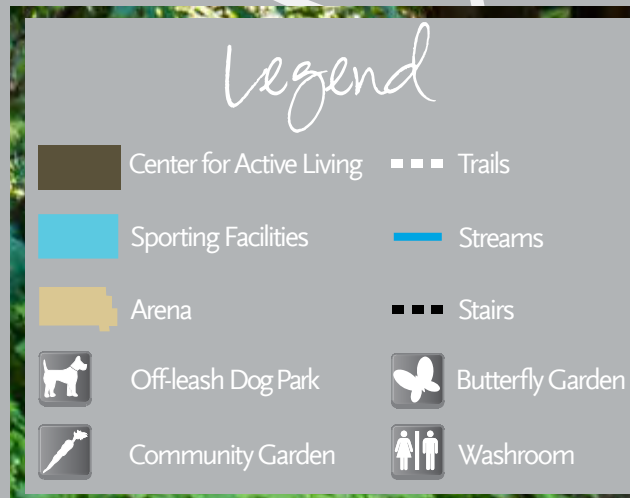 Legend
Center for Active Living
Trails
Sporting Facilities
Streams
Arena
Stairs
Off-leash Dog Park
Butterfly Garden
Community Garden
Washroom